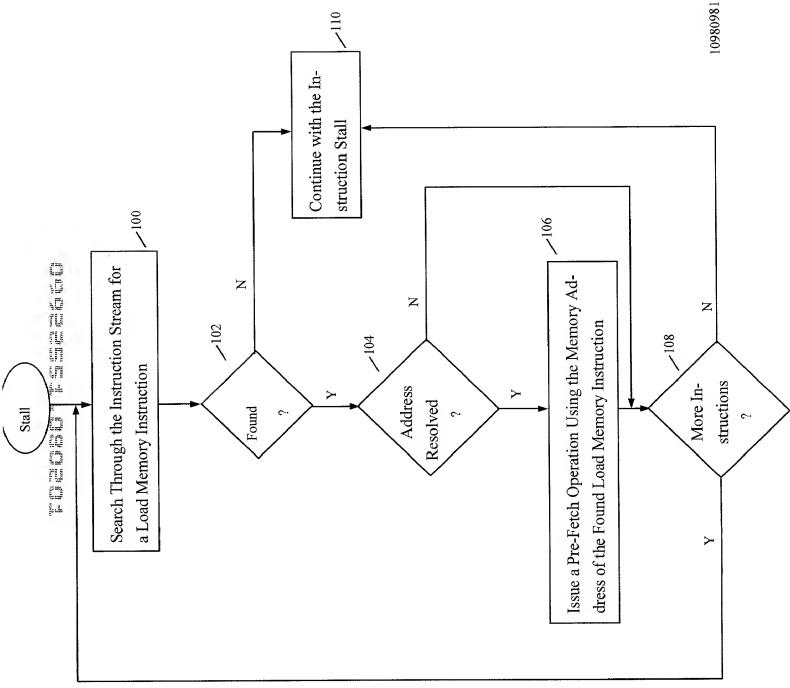 Stall
Search Through the Instruction Stream for
a Load Memory Instruction
100
Found
?
102
N
Y
Continue with the In-
struction Stall
110
Address
Resolved
?
104
N
Y
Issue a Pre-Fetch Operation Using the Memory Ad-
dress of the Found Load Memory Instruction
106
More In-
structions
?
108
Y
N
10980981